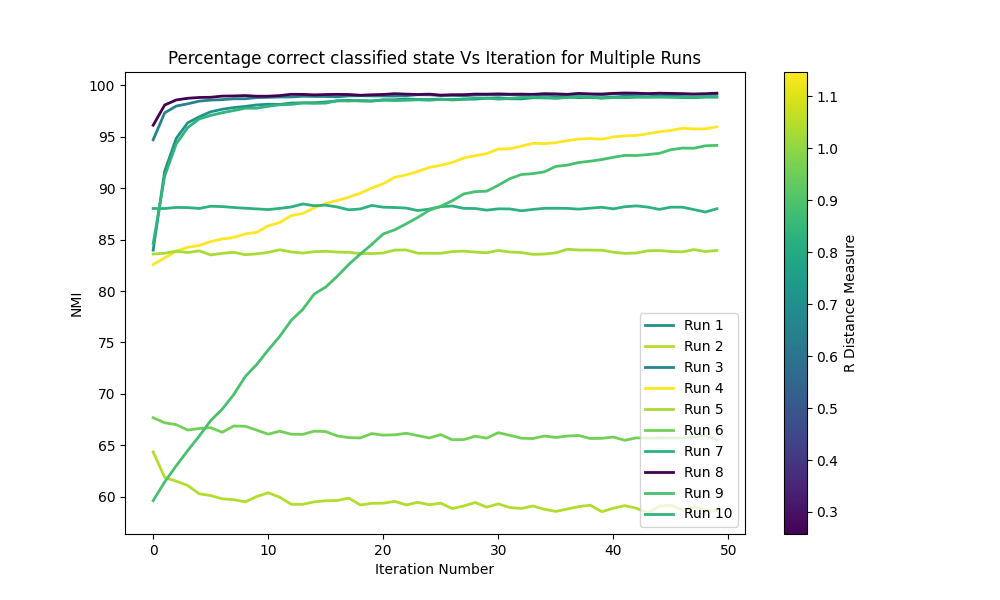 Percentage correct classified state Vs Iteration for Multiple Runs
NMI
100
95
90
85
80
75
70
65
60
0
10
20
30
40
50
Iteration Number
Run 1
Run 2
Run 3
Run 4
Run 5
Run 6
Run 7
Run 8
Run 9
Run 10
1.1
1.0
0.9
0.8
0.7
0.6
0.5
0.4
0.3
R Distance Measure